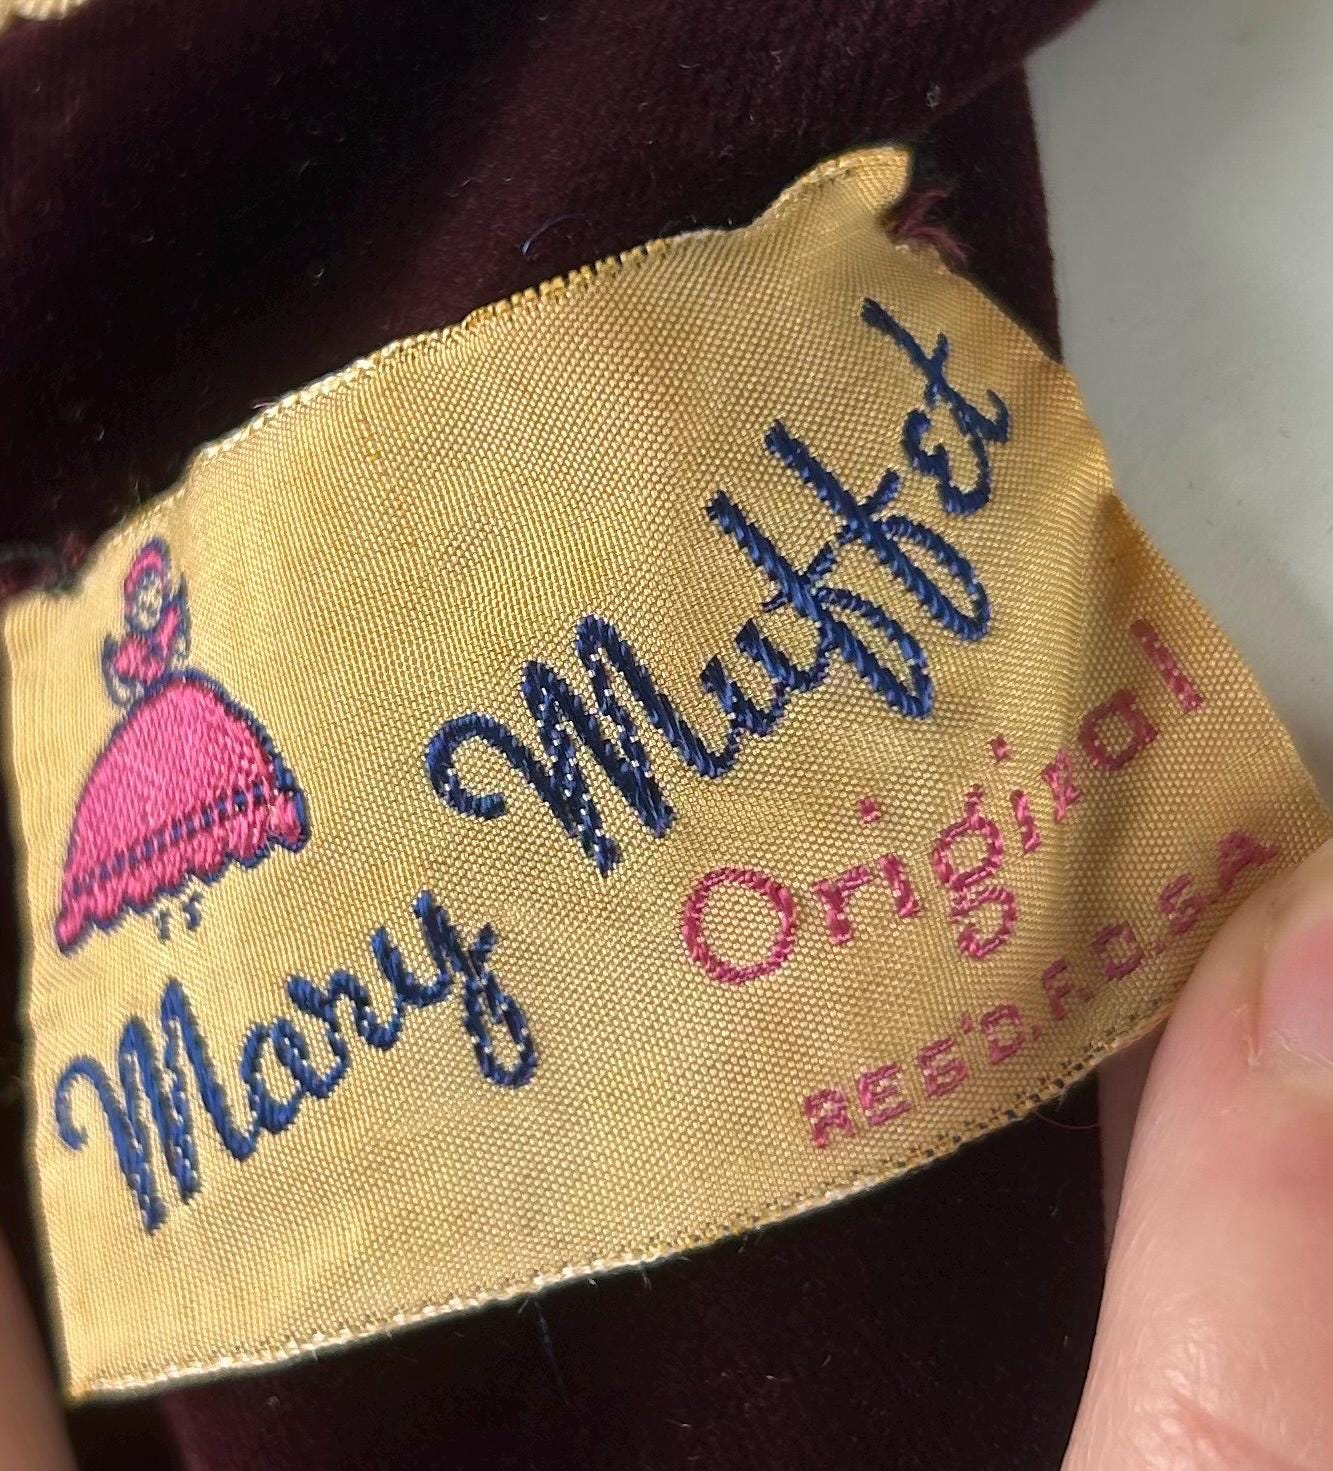 Mary Muffet
Original
REG'D. F.D.S.A